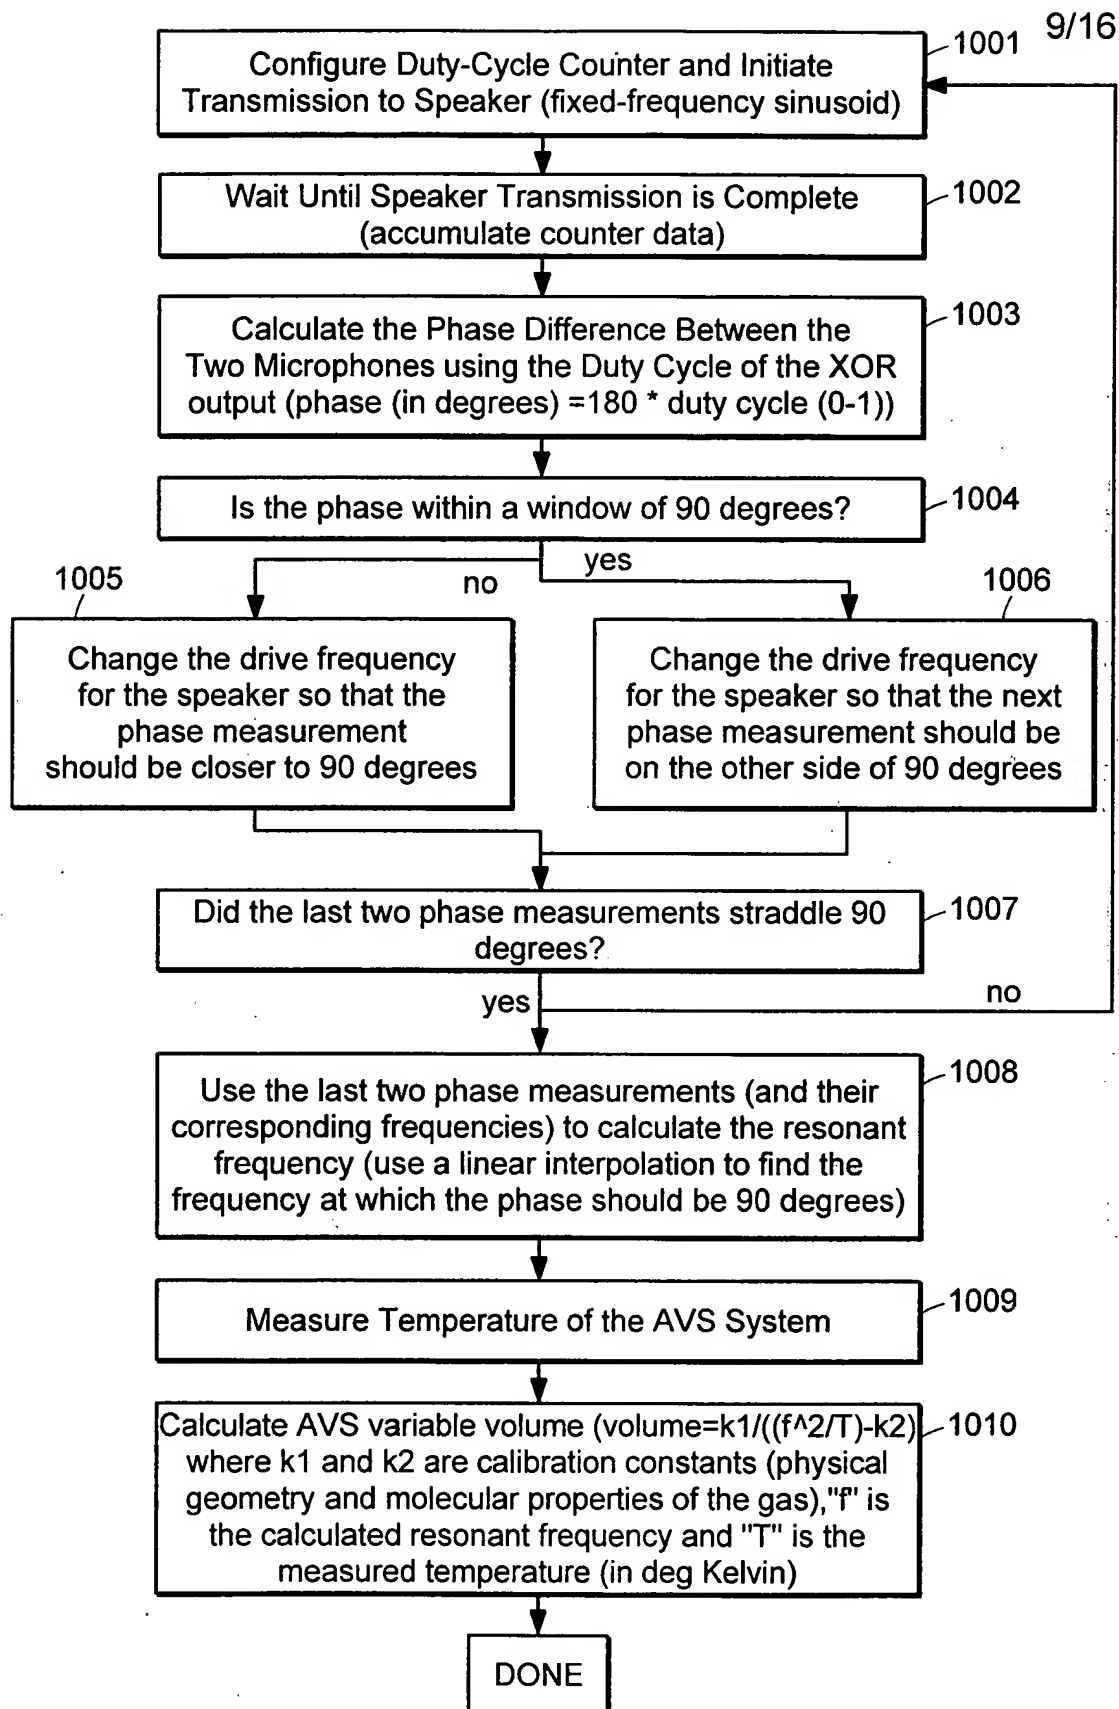 9/16
1001
Configure Duty-Cycle Counter and Initiate
Transmission to Speaker (fixed-frequency sinusoid)
1002
Wait Until Speaker Transmission is Complete
(accumulate counter data)
1003
Calculate the Phase Difference Between the
Two Microphones using the Duty Cycle of the XOR
output (phase (in degrees) =180 * duty cycle (0-1))
1004
Is the phase within a window of 90 degrees?
no
yes
1005
Change the drive frequency
for the speaker so that the
phase measurement
should be closer to 90 degrees
1006
Change the drive frequency
for the speaker so that the next
phase measurement should be
on the other side of 90 degrees
1007
Did the last two phase measurements straddle 90
degrees?
yes
no
1008
Use the last two phase measurements (and their
corresponding frequencies) to calculate the resonant
frequency (use a linear interpolation to find the
frequency at which the phase should be 90 degrees)
1009
Measure Temperature of the AVS System
1010
Calculate AVS variable volume (volume=k1/((f^2/T)-k2)
where k1 and k2 are calibration constants (physical
geometry and molecular properties of the gas),"f" is
the calculated resonant frequency and "T" is the
measured temperature (in deg Kelvin)
DONE